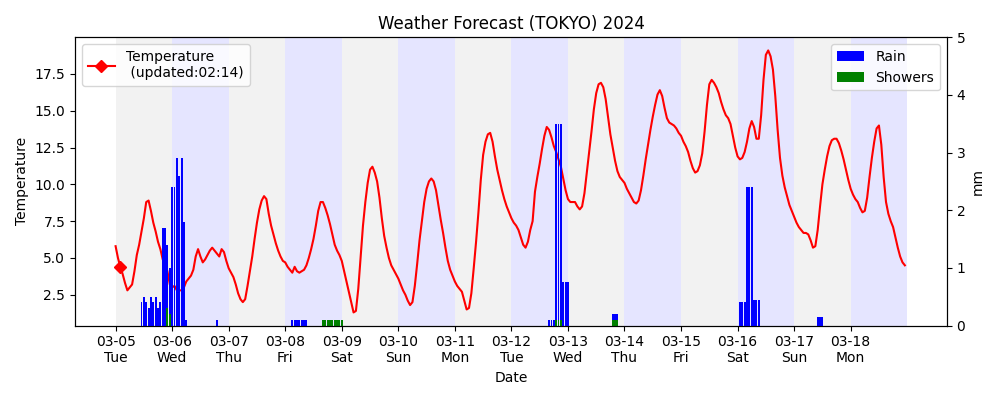 Weather Forecast (TOKYO) 2024
Temperature
(updated:02:14)
Rain
Showers
17.5
15.0
12.5
10.0
7.5
5.0
2.5
Temperature
5
4
3
2
1
0
mm
03-05 03-06 03-07 03-08 03-09 03-10 03-11 03-12 03-13 03-14 03-15 03-16 03-17 03-18
Tue Wed Thu Fri Sat Sun Mon Tue Wed Thu Fri Sat Sun Mon
Date